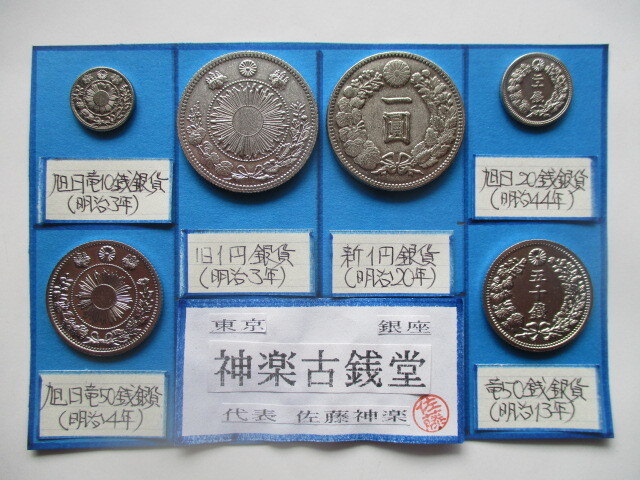 一圓
旭日竜10銭銀貨
(明治3年)
旧1円銀貨
(明治3年)
新1円銀貨
(明治20年)
旭日20銭銀貨
(明治44年)
五十銭
旭日竜50銭銀貨
(明治4年)
東京 銀座
神楽古銭堂
代表 佐藤神楽
佐藤
竜50銭銀貨
(明治13年)